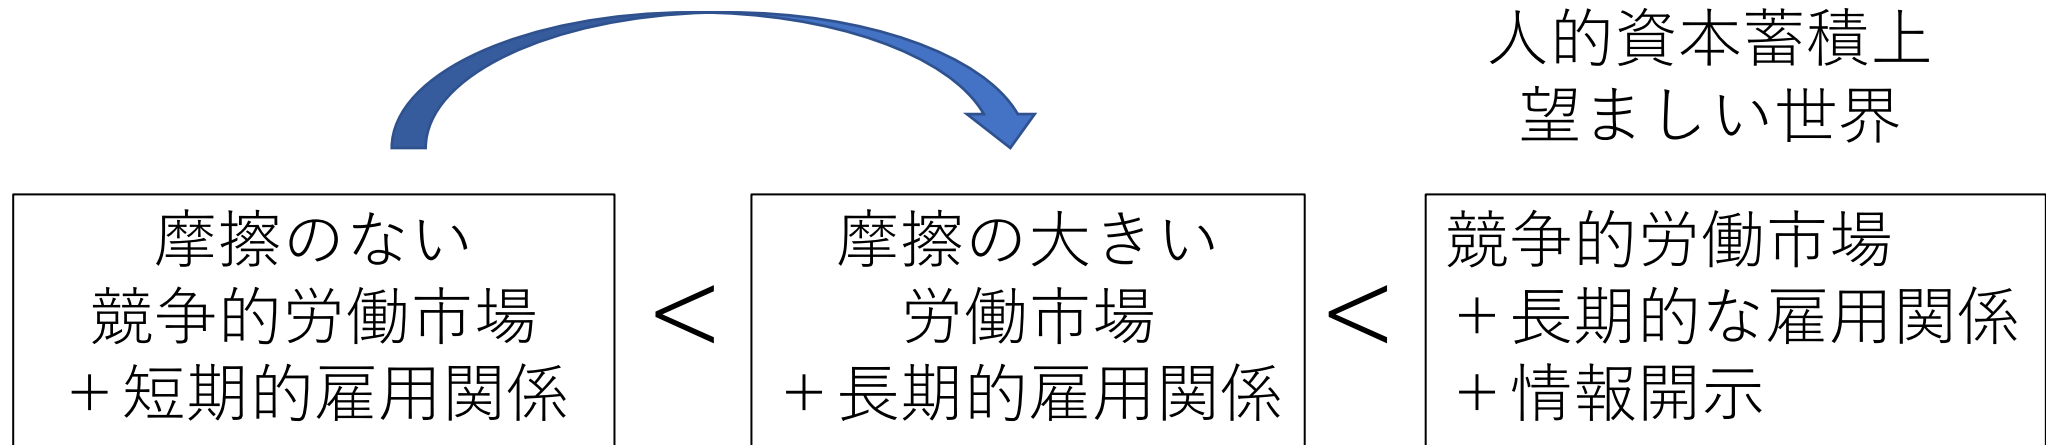 人的資本蓄積上
望ましい世界
摩擦のない
競争的労働市場
＋短期的雇用関係
＜
摩擦の大きい
労働市場
＋長期的雇用関係
＜
競争的労働市場
＋長期的な雇用関係
＋情報開示